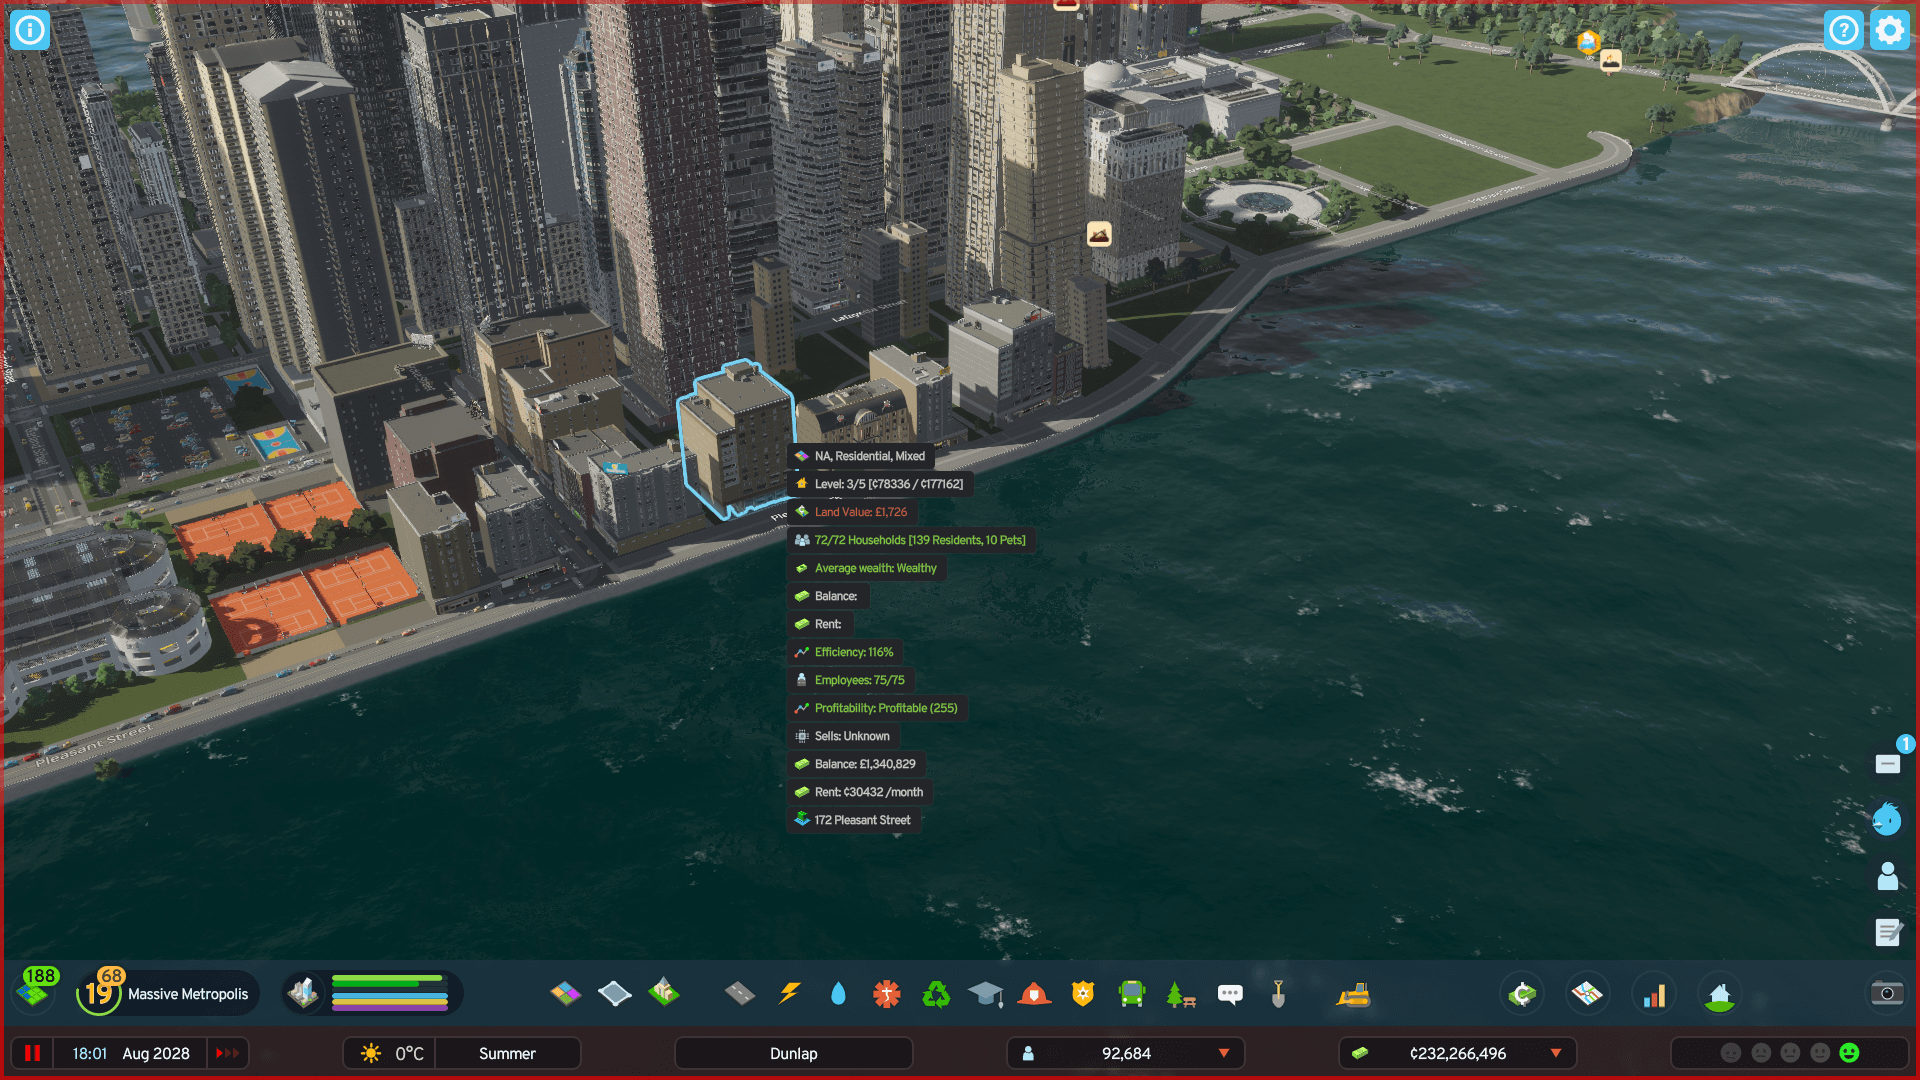 Lafayette Street
NA, Residential, Mixed
Level: 3/5 [¢78336 / ¢177162]
Land Value: £1,726
72/72 Households [139 Residents, 10 Pets]
Average wealth: Wealthy
Balance:
Rent:
Efficiency: 116%
Employees: 75/75
Profitability: Profitable (255)
Sells: Unknown
Balance: £1,340,829
Rent: ¢30432 /month
172 Pleasant Street
Pleasant Street
1
188
68
19
Massive Metropolis
18:01 Aug 2028
0°C
Summer
Dunlap
92,684
¢232,266,496